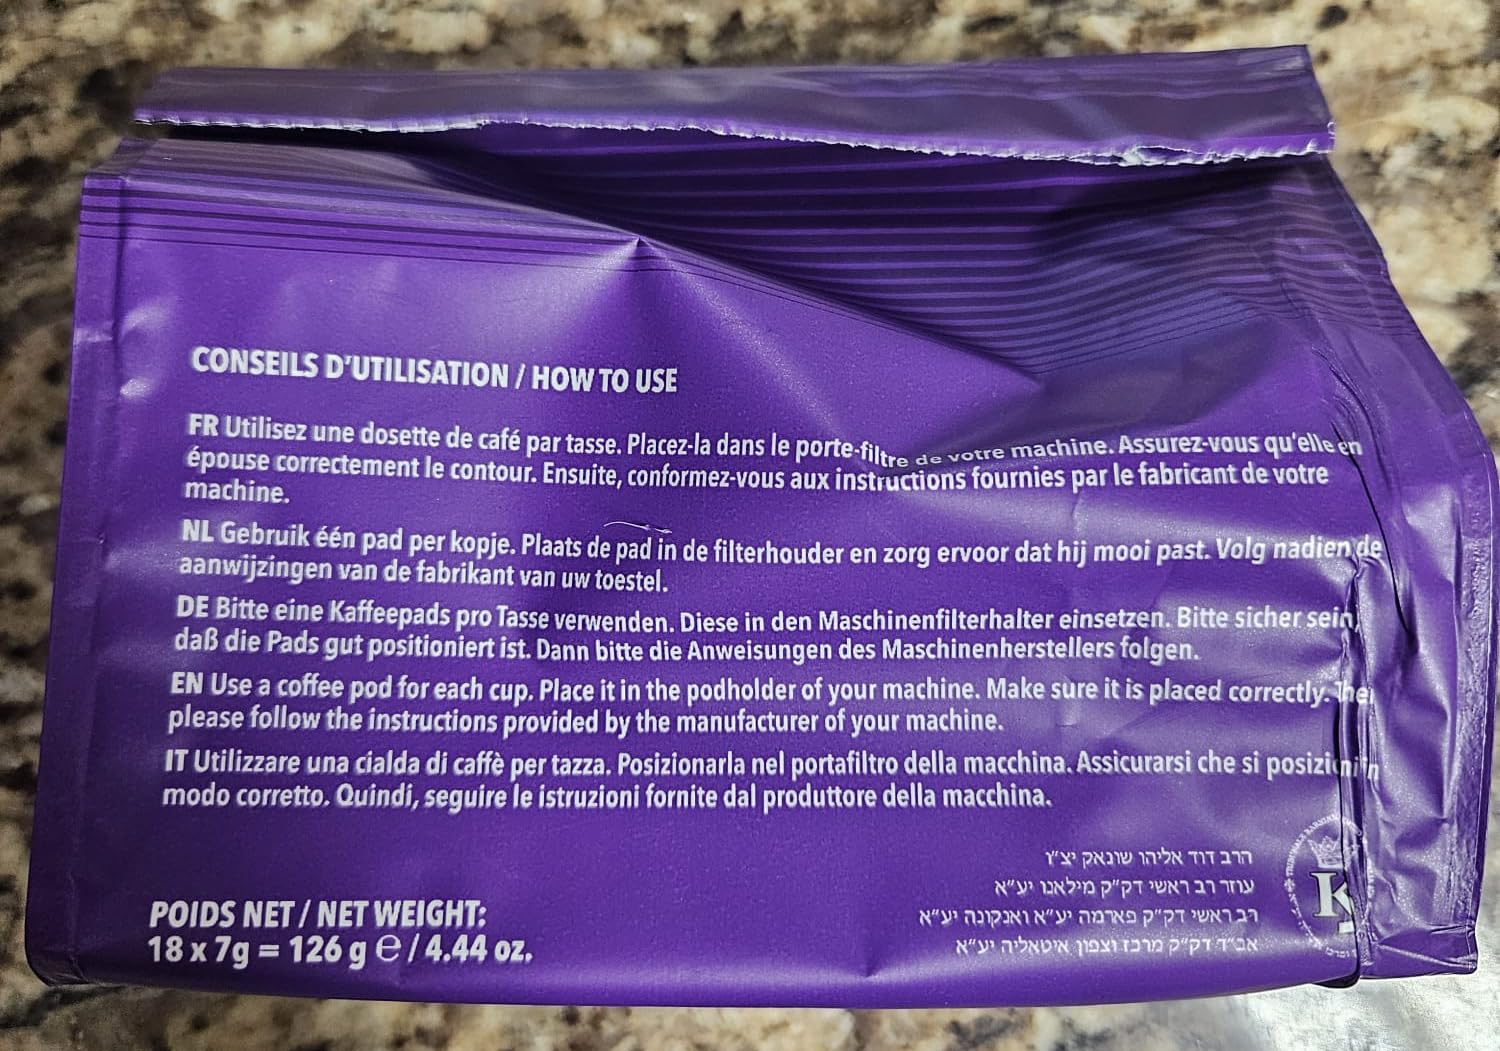 CONSEILS D'UTILISATION / HOW TO USE
FR Utilisez une dosette de café par tasse. Placez-la dans le porte-filtre de votre machine. Assurez-vous qu'elle en
épouse correctement le contour. Ensuite, conformez-vous aux instructions fournies par le fabricant de votre
machine.
NL Gebruik één pad per kopje. Plaats de pad in de filterhouder en zorg ervoor dat hij mooi past. Volg nadien de
aanwijzingen van de fabrikant van uw toestel.
DE Bitte eine Kaffeepads pro Tasse verwenden. Diese in den Maschinenfilterhalter einsetzen. Bitte sicher sein,
daß die Pads gut positioniert ist. Dann bitte die Anweisungen des Maschinenherstellers folgen.
EN Use a coffee pod for each cup. Place it in the podholder of your machine. Make sure it is placed correctly.
please follow the instructions provided by the manufacturer of your machine.
IT Utilizzare una cialda di caffè per tazza. Posizionarla nel portafiltro della macchina. Assicurarsi che si posizioni in
modo corretto. Quindi, seguire le istruzioni fornite dal produttore della macchina.
הרב דוד אליהו שונאק יצ"ו
עוזר רב ראשי דק"ק מילאנו יע"א
רב ראשי דק"ק פארמה יע"א ואנקונה יע"א
אב"ד דק"ק מרכז וצפון איטאליה יע"א
K
POIDS NET / NET WEIGHT:
18 x 7g = 126 g e / 4.44 oz.